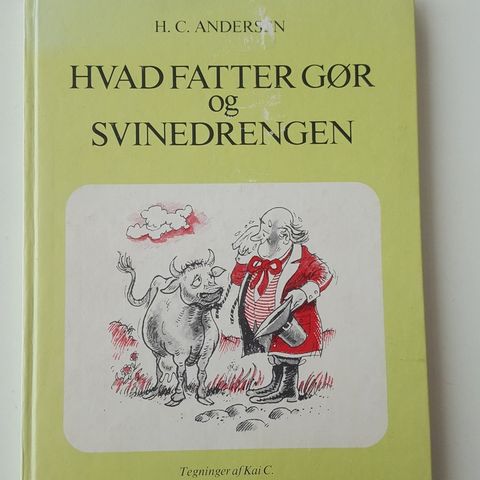 H. C. ANDERSEN
HVAD FATTER GØR
og
SVINEDRENGEN
Tegninger af Kai C.